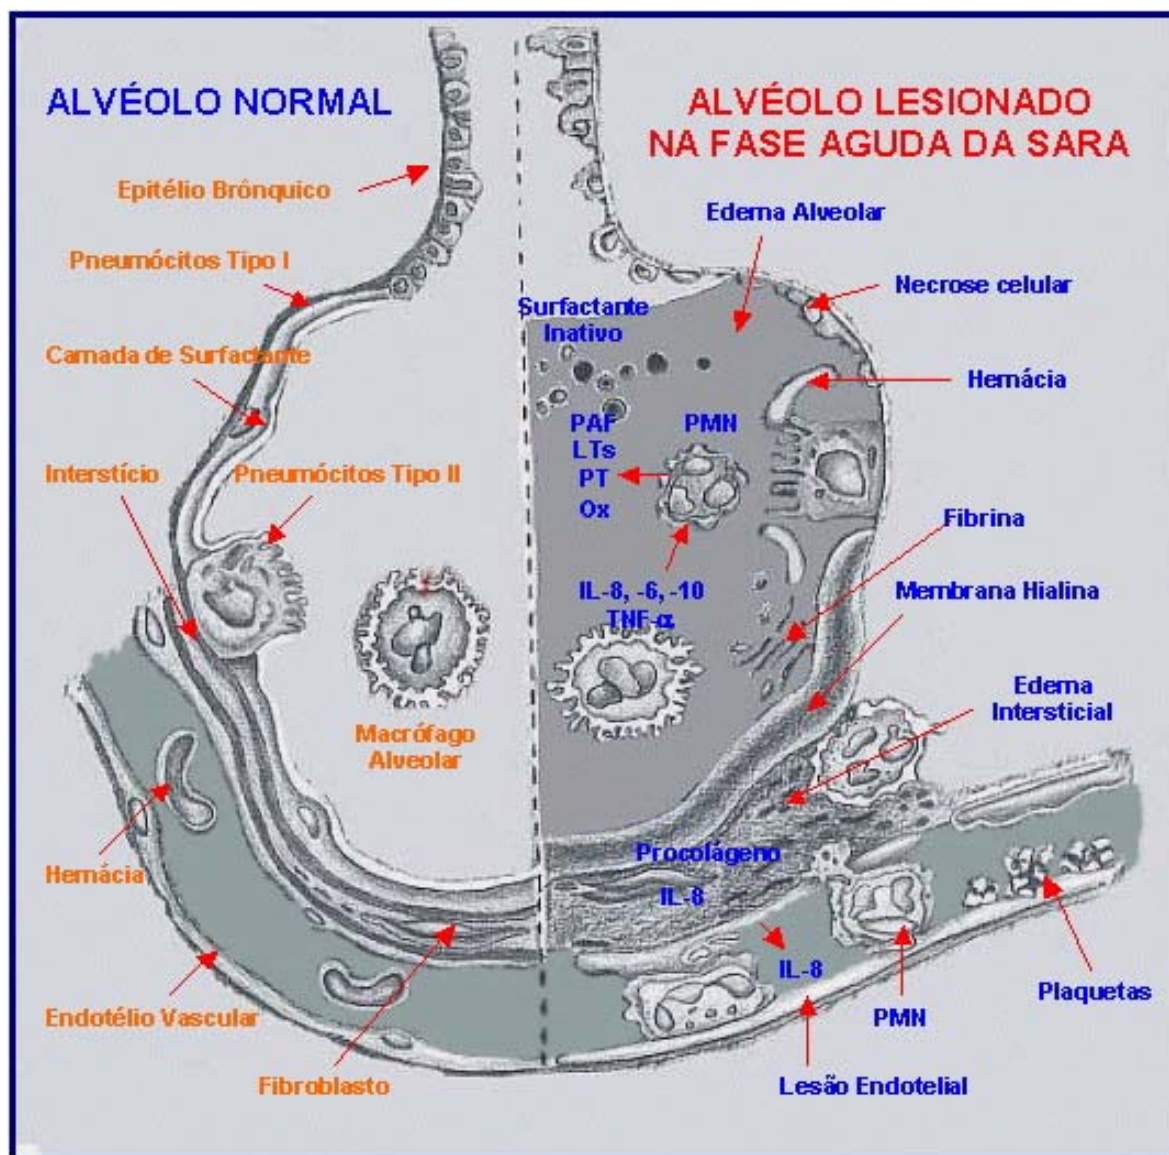 ALVÉOLO NORMAL
Epitélio Brônquico
Pneumócitos Tipo I
Camada de Surfactante
Interstício
Pneumócitos Tipo II
Macrófago
Alveolar
Hemácia
Endotélio Vascular
Fibroblasto
ALVÉOLO LESIONADO
NA FASE AGUDA DA SARA
Edema Alveolar
Necrose celular
Surfactante
Inativo
Hemácia
PAF
LTs
PT
Ox
PMN
Fibrina
IL-8, -6, -10
TNF-α
Membrana Hialina
Edema
Intersticial
Procolágeno
IL-8
IL-8
PMN
Plaquetas
Lesão Endotelial